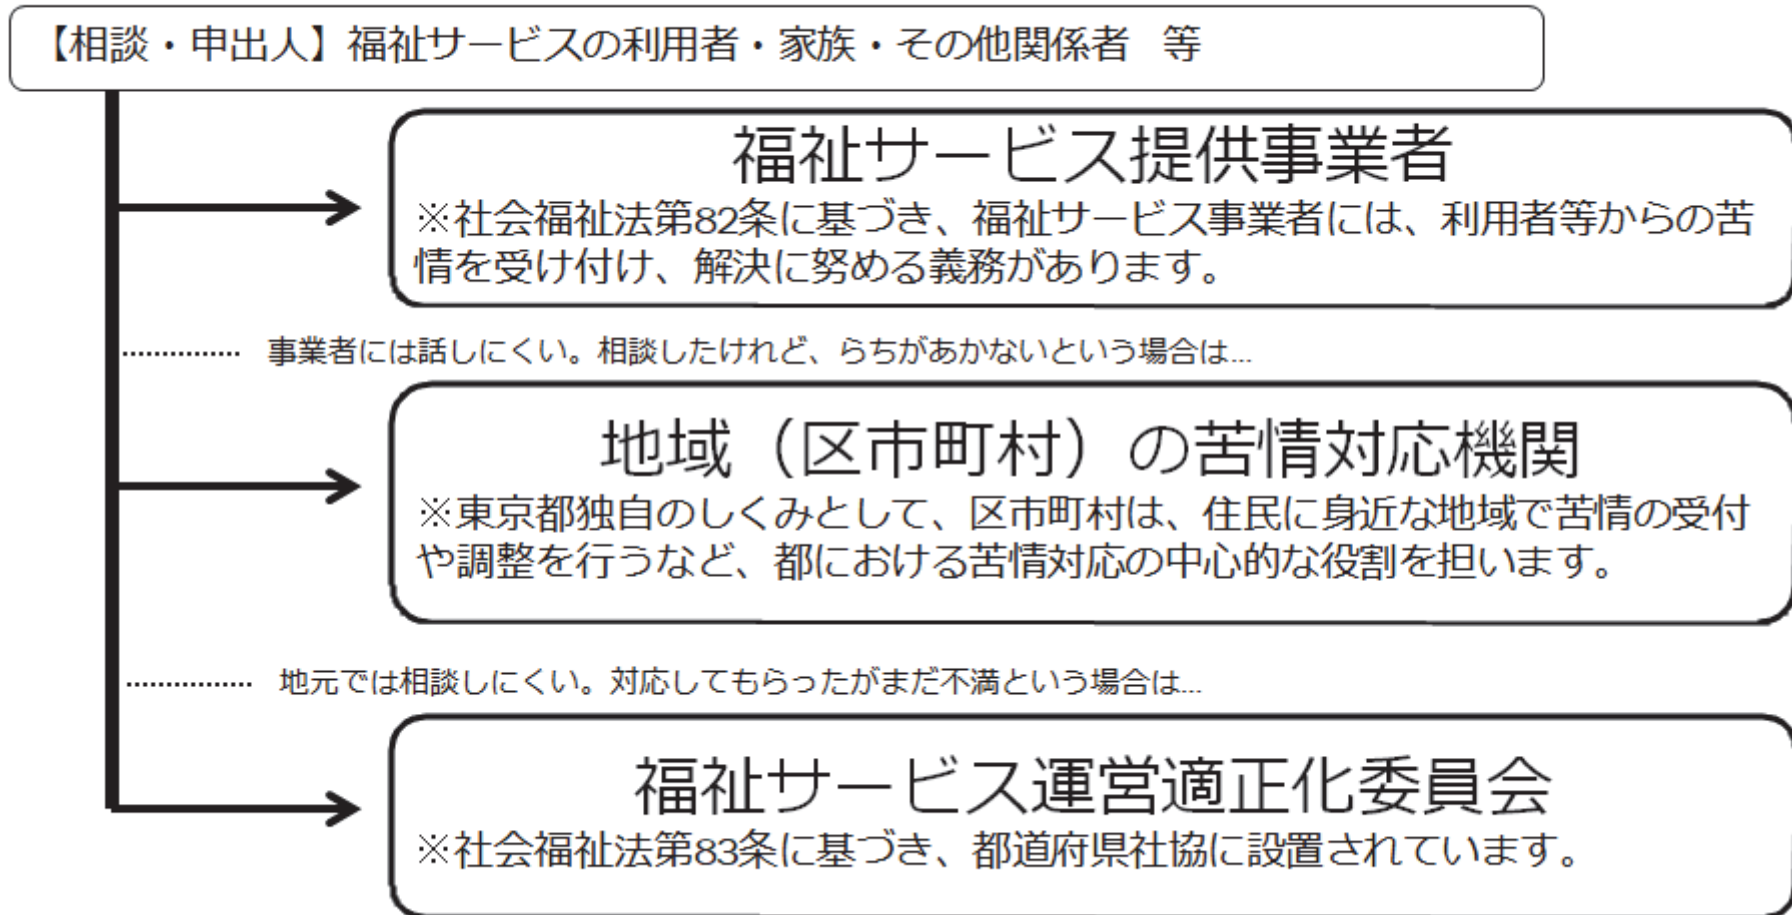 【相談・申出人】福祉サービスの利用者・家族・その他関係者　等
福祉サービス提供事業者
※社会福祉法第82条に基づき、福祉サービス事業者には、利用者等からの苦
情を受け付け、解決に努める義務があります。
…………… 事業者には話しにくい。相談したけれど、らちがあかないという場合は...
地域（区市町村）の苦情対応機関
※東京都独自のしくみとして、区市町村は、住民に身近な地域で苦情の受付
や調整を行うなど、都における苦情対応の中心的な役割を担います。
…………… 地元では相談しにくい。対応してもらったがまだ不満という場合は...
福祉サービス運営適正化委員会
※社会福祉法第83条に基づき、都道府県社協に設置されています。